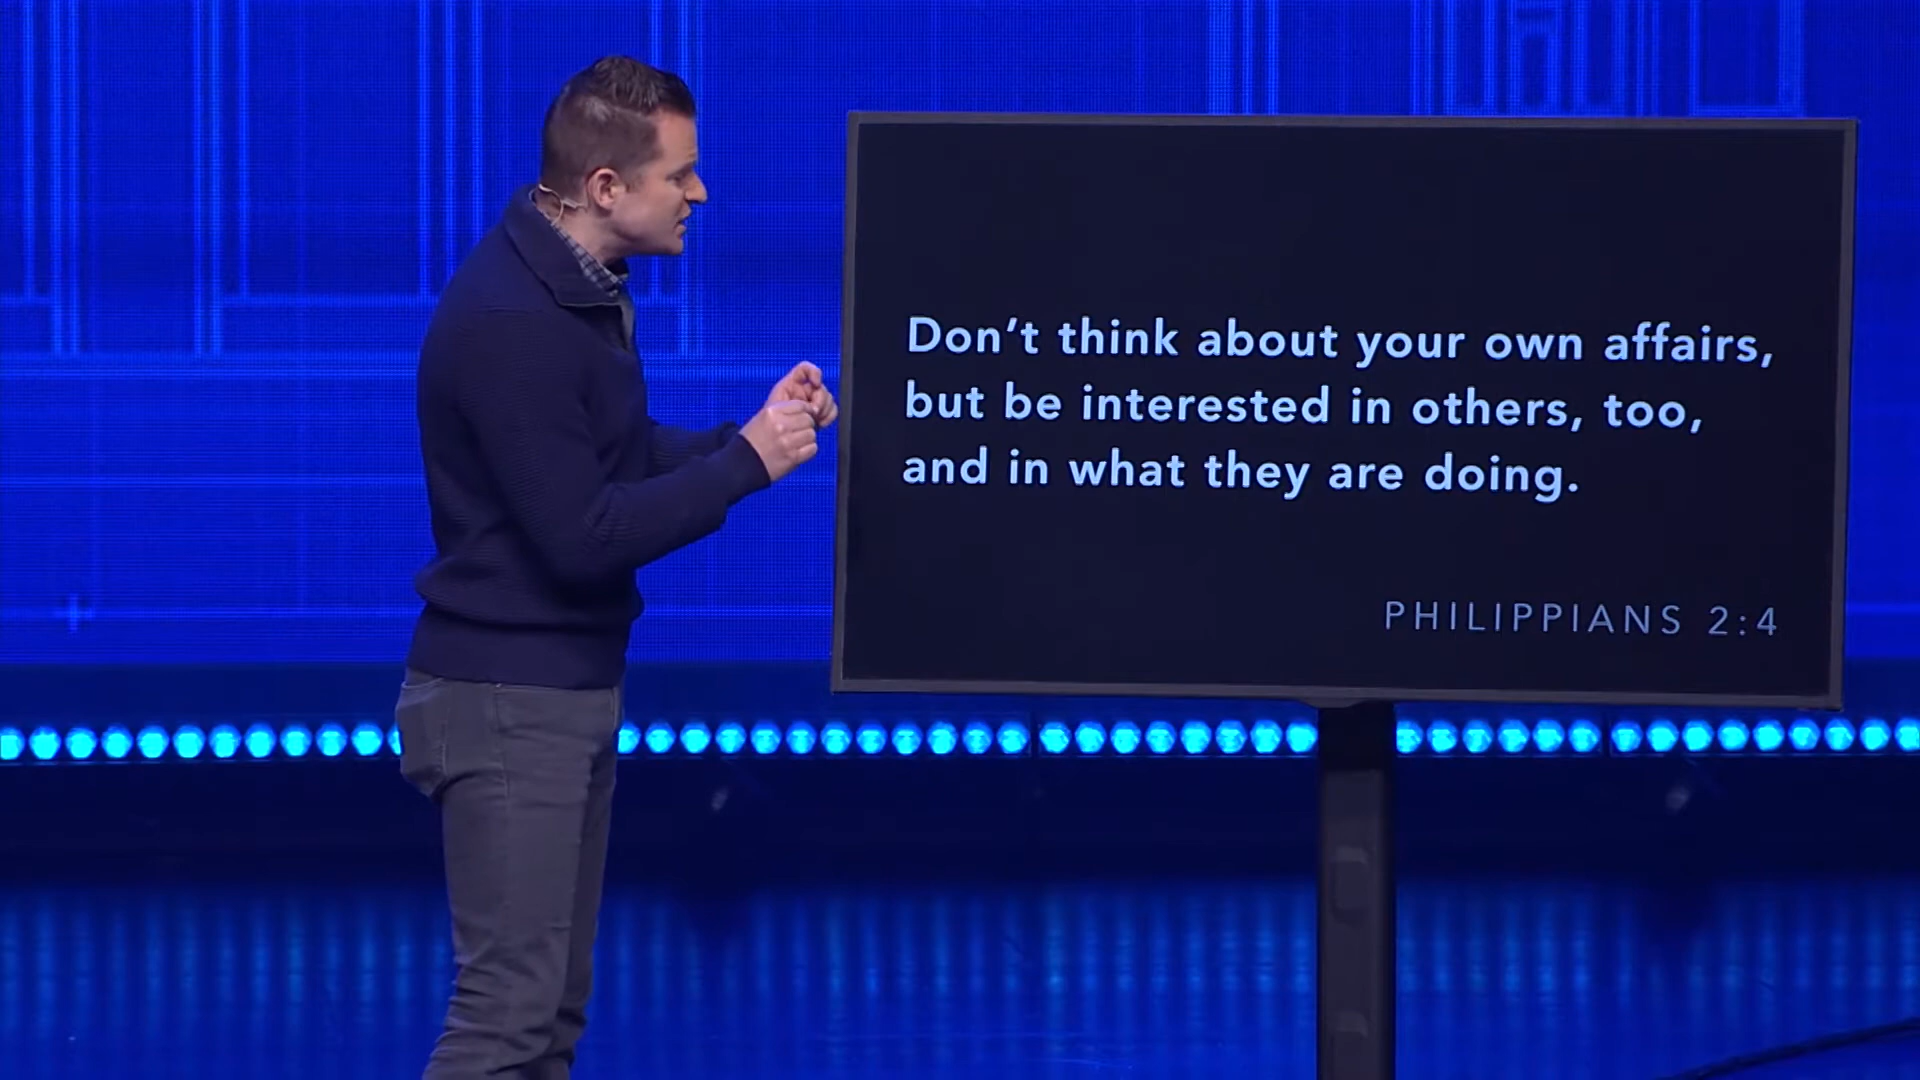 Don’t think about your own affairs,
but be interested in others, too,
and in what they are doing.
PHILIPPIANS 2:4